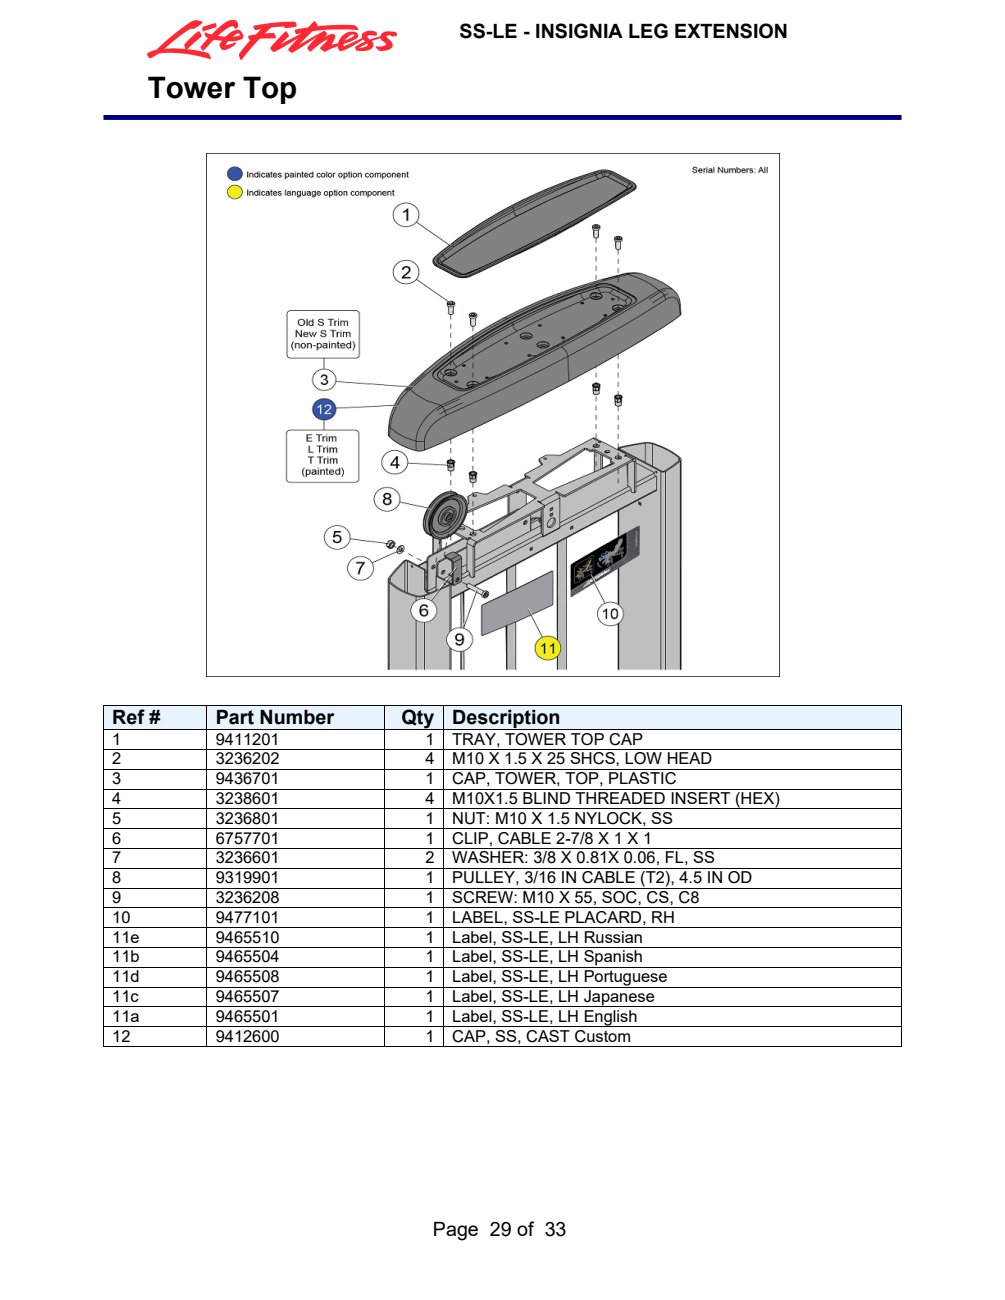 Life Fitness
SS-LE - INSIGNIA LEG EXTENSION
Tower Top
Indicates painted color option component
Indicates language option component
Serial Numbers: All
1
2
Old S Trim
New S Trim
(non-painted)
3
12
E Trim
L Trim
T Trim
(painted)
4
8
5
7
6
9
10
11
Ref # Part Number Qty Description
1 9411201 1 TRAY, TOWER TOP CAP
2 3236202 4 M10 X 1.5 X 25 SHCS, LOW HEAD
3 9436701 1 CAP, TOWER, TOP, PLASTIC
4 3238601 4 M10X1.5 BLIND THREADED INSERT (HEX)
5 3236801 1 NUT: M10 X 1.5 NYLOCK, SS
6 6757701 1 CLIP, CABLE 2-7/8 X 1 X 1
7 3236601 2 WASHER: 3/8 X 0.81X 0.06, FL, SS
8 9319901 1 PULLEY, 3/16 IN CABLE (T2), 4.5 IN OD
9 3236208 1 SCREW: M10 X 55, SOC, CS, C8
10 9477101 1 LABEL, SS-LE PLACARD, RH
11e 9465510 1 Label, SS-LE, LH Russian
11b 9465504 1 Label, SS-LE, LH Spanish
11d 9465508 1 Label, SS-LE, LH Portuguese
11c 9465507 1 Label, SS-LE, LH Japanese
11a 9465501 1 Label, SS-LE, LH English
12 9412600 1 CAP, SS, CAST Custom
Page 29 of 33